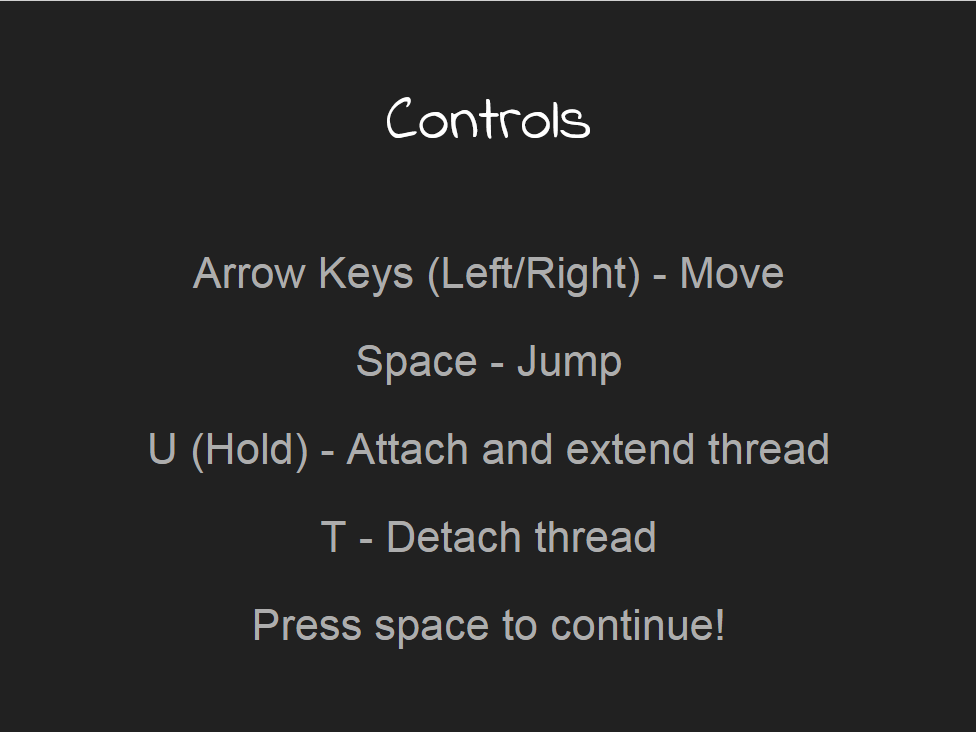 Controls
Arrow Keys (Left/Right) - Move
Space - Jump
U (Hold) - Attach and extend thread
T - Detach thread
Press space to continue!